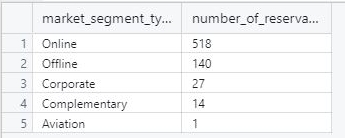 market_segment_ty... number_of_reserva...
1 Online 518
2 Offline 140
3 Corporate 27
4 Complementary 14
5 Aviation 1